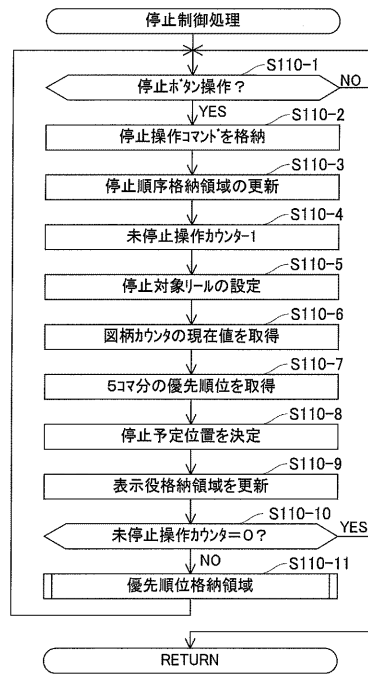 停止制御処理
S110-1
停止ボタン操作？
NO
YES
S110-2
停止操作コマンドを格納
S110-3
停止順序格納領域の更新
S110-4
未停止操作カウンター1
S110-5
停止対象リールの設定
S110-6
図柄カウンタの現在値を取得
S110-7
5コマ分の優先順位を取得
S110-8
停止予定位置を決定
S110-9
表示役格納領域を更新
S110-10
未停止操作カウンタ＝0？
YES
NO
S110-11
優先順位格納領域
RETURN